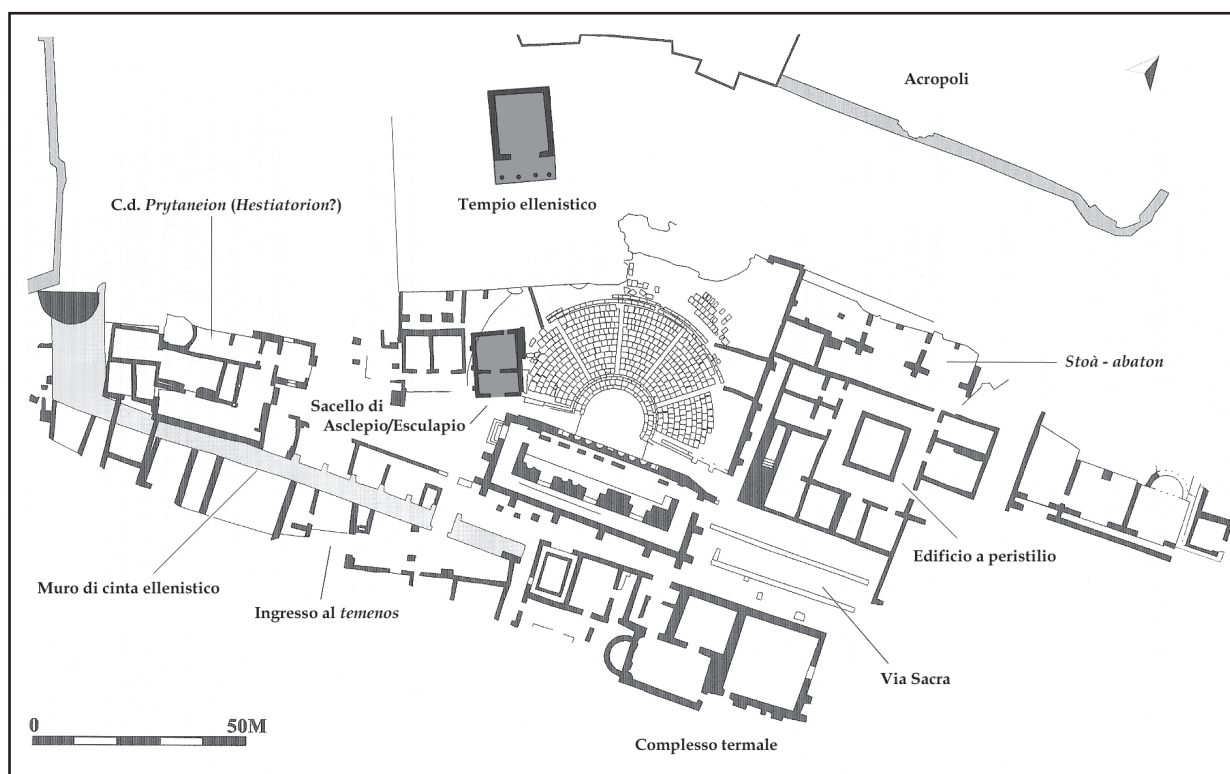 Acropoli
Tempio ellenistico
C.d. Prytaneion (Hestiatorion?)
Stoà - abaton
Sacello di
Asclepio/Esculapio
Edificio a peristilio
Muro di cinta ellenistico
Ingresso al temenos
Via Sacra
0 50M
Complesso termale